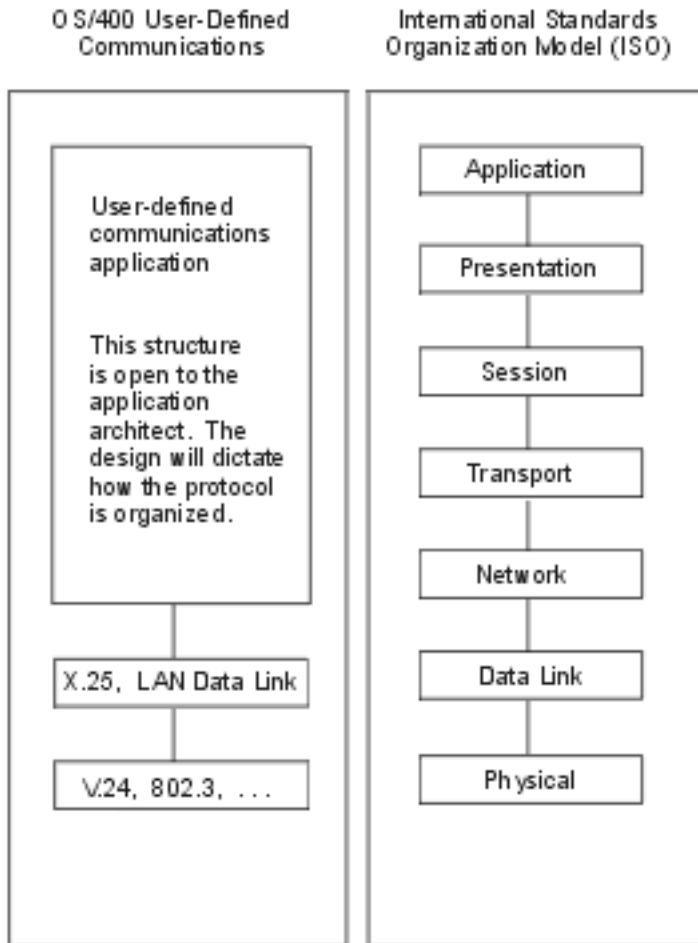 OS/400 User-Defined
Communications
User-defined
communications
application
This structure
is open to the
application
architect. The
design will dictate
how the protocol
is organized.
X.25, LAN Data Link
V.24, 802.3, ...
International Standards
Organization Model (ISO)
Application
Presentation
Session
Transport
Network
Data Link
Physical